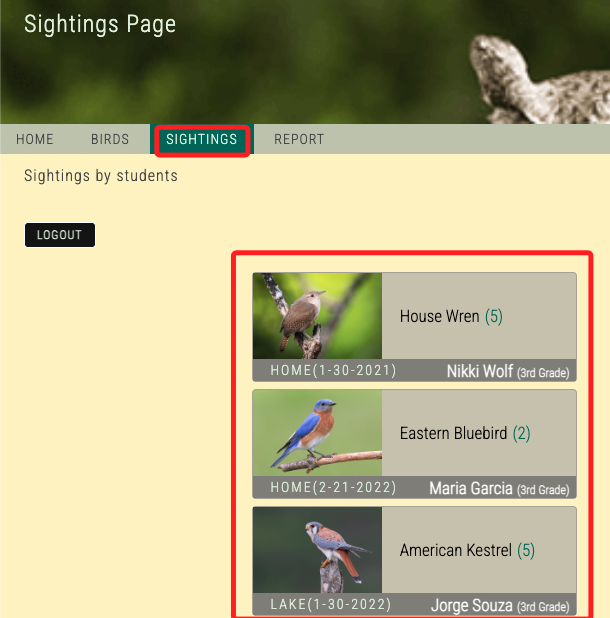 Sightings Page
HOME BIRDS SIGHTINGS REPORT
Sightings by students
LOGOUT
House Wren (5)
HOME(1-30-2021) Nikki Wolf (3rd Grade)
Eastern Bluebird (2)
HOME(2-21-2022) Maria Garcia (3rd Grade)
American Kestrel (5)
LAKE(1-30-2022) Jorge Souza (3rd Grade)